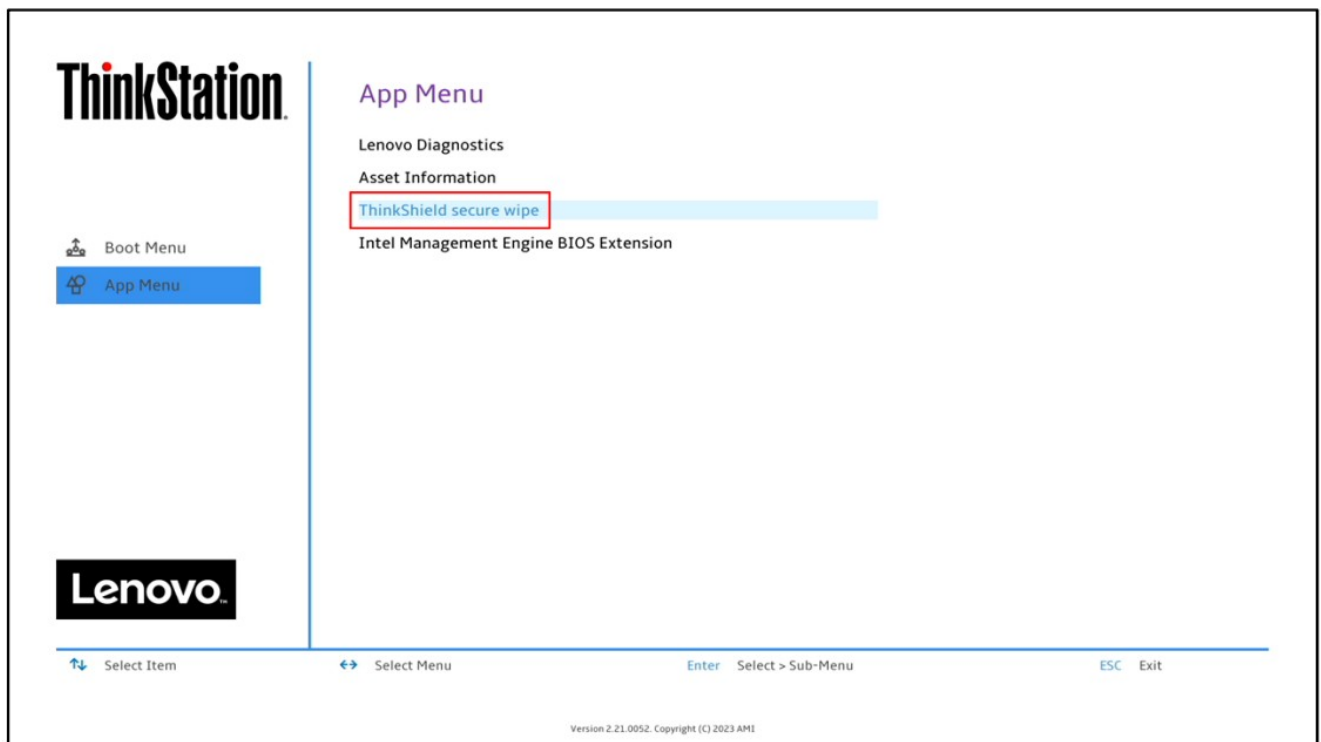 ThinkStation
App Menu
Lenovo Diagnostics
Asset Information
ThinkShield secure wipe
Intel Management Engine BIOS Extension
Boot Menu
App Menu
Lenovo™
↑↓ Select Item
←→ Select Menu
Enter Select > Sub-Menu
ESC Exit
Version 2.21.0052. Copyright (C) 2023 AMI